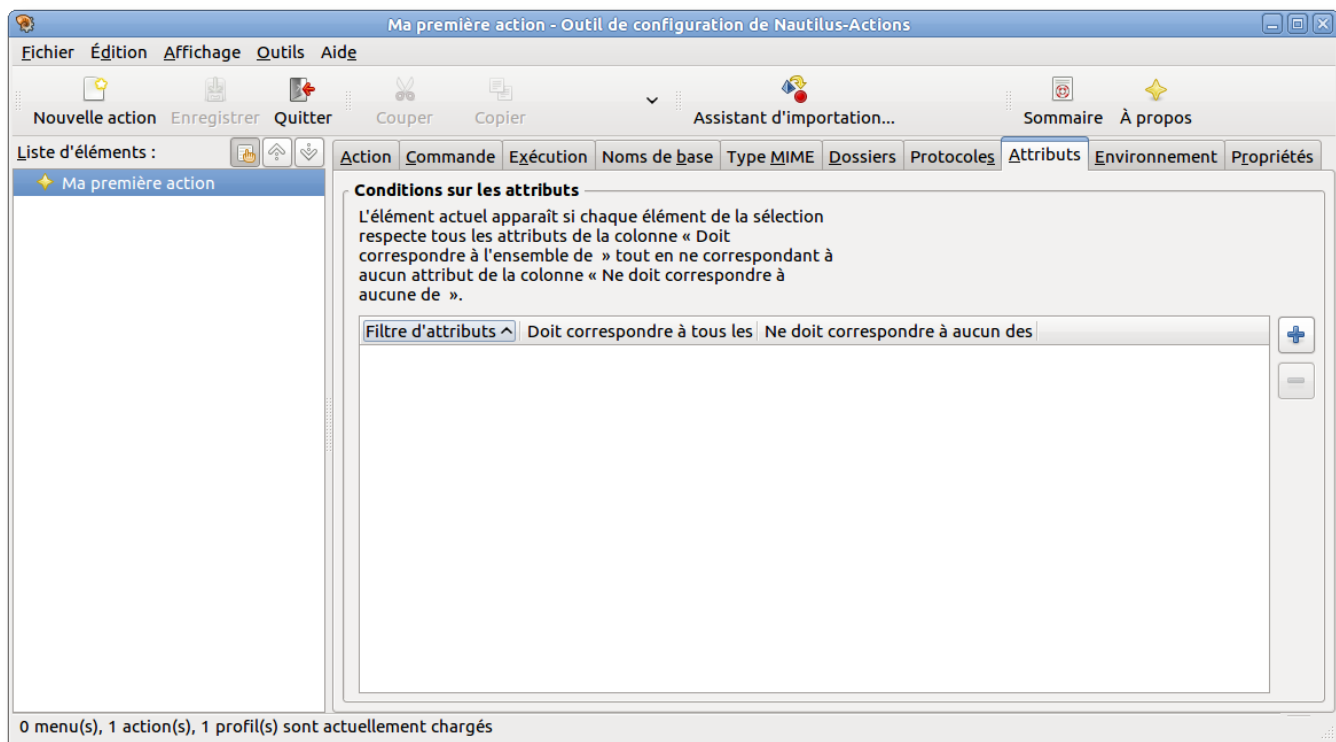 Ma première action - Outil de configuration de Nautilus-Actions
Fichier Édition Affichage Outils Aide
Nouvelle action Enregistrer Quitter Couper Copier Assistant d'importation... Sommaire À propos
Liste d'éléments :
Action Commande Exécution Noms de base Type MIME Dossiers Protocoles Attributs Environnement Propriétés
Ma première action
Conditions sur les attributs
L'élément actuel apparaît si chaque élément de la sélection
respecte tous les attributs de la colonne « Doit
correspondre à l'ensemble de » tout en ne correspondant à
aucun attribut de la colonne « Ne doit correspondre à
aucune de ».
Filtre d'attributs Doit correspondre à tous les Ne doit correspondre à aucun des
0 menu(s), 1 action(s), 1 profil(s) sont actuellement chargés